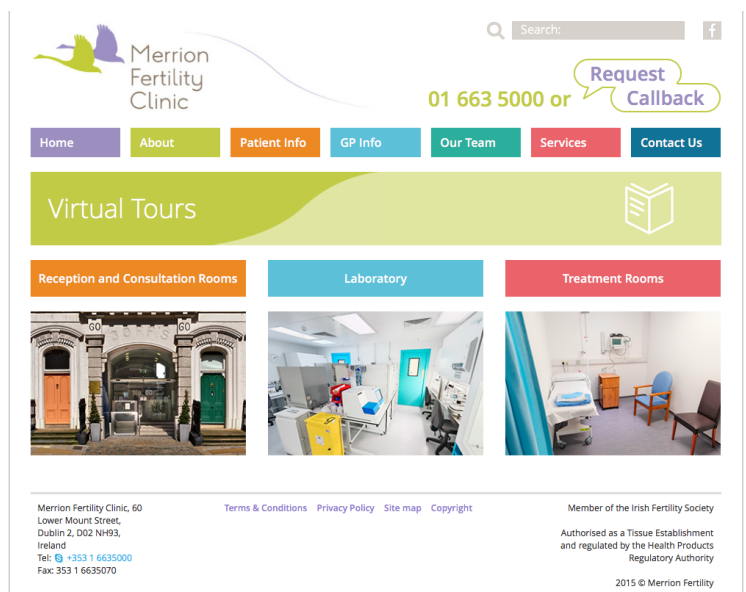 Merrion
Fertility
Clinic
Search:
f
01 663 5000 or
Request
Callback
Home
About
Patient Info
GP Info
Our Team
Services
Contact Us
Virtual Tours
Reception and Consultation Rooms
Laboratory
Treatment Rooms
60
60
Merrion Fertility Clinic, 60
Lower Mount Street,
Dublin 2, D02 NH93,
Ireland
Tel: +353 1 6635000
Fax: 353 1 6635070
Terms & Conditions
Privacy Policy
Site map
Copyright
Member of the Irish Fertility Society
Authorised as a Tissue Establishment
and regulated by the Health Products
Regulatory Authority
2015 © Merrion Fertility